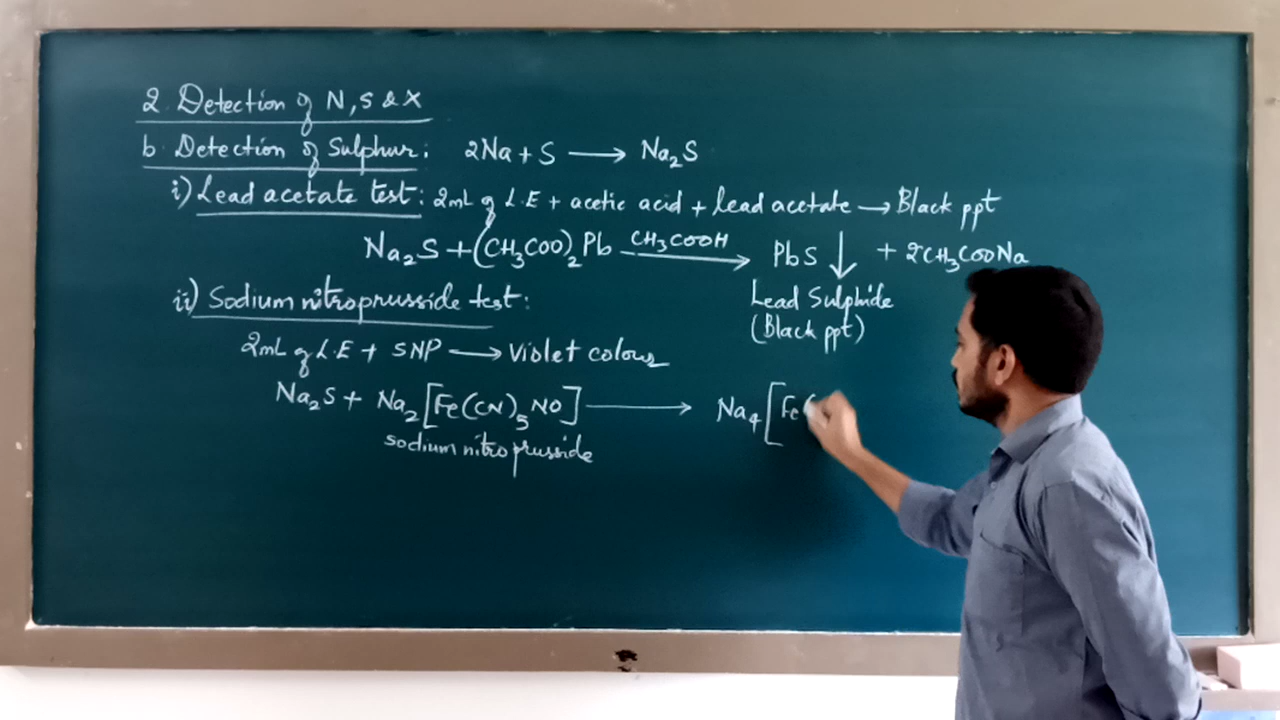 2. Detection of N, S & X
b. Detection of Sulphur: 2Na + S ⟶ Na₂S
i) Lead acetate test: 2mL of L.E + acetic acid + lead acetate ⟶ Black ppt
Na₂S + (CH₃COO)₂Pb —CH₃COOH⟶ PbS ↓ + 2CH₃COONa
Lead Sulphide
(Black ppt)
ii) Sodium nitroprusside test:
2mL of L.E + SNP ⟶ Violet colour
Na₂S + Na₂[Fe(CN)₅NO] ⟶ Na₄[Fe(
sodium nitroprusside